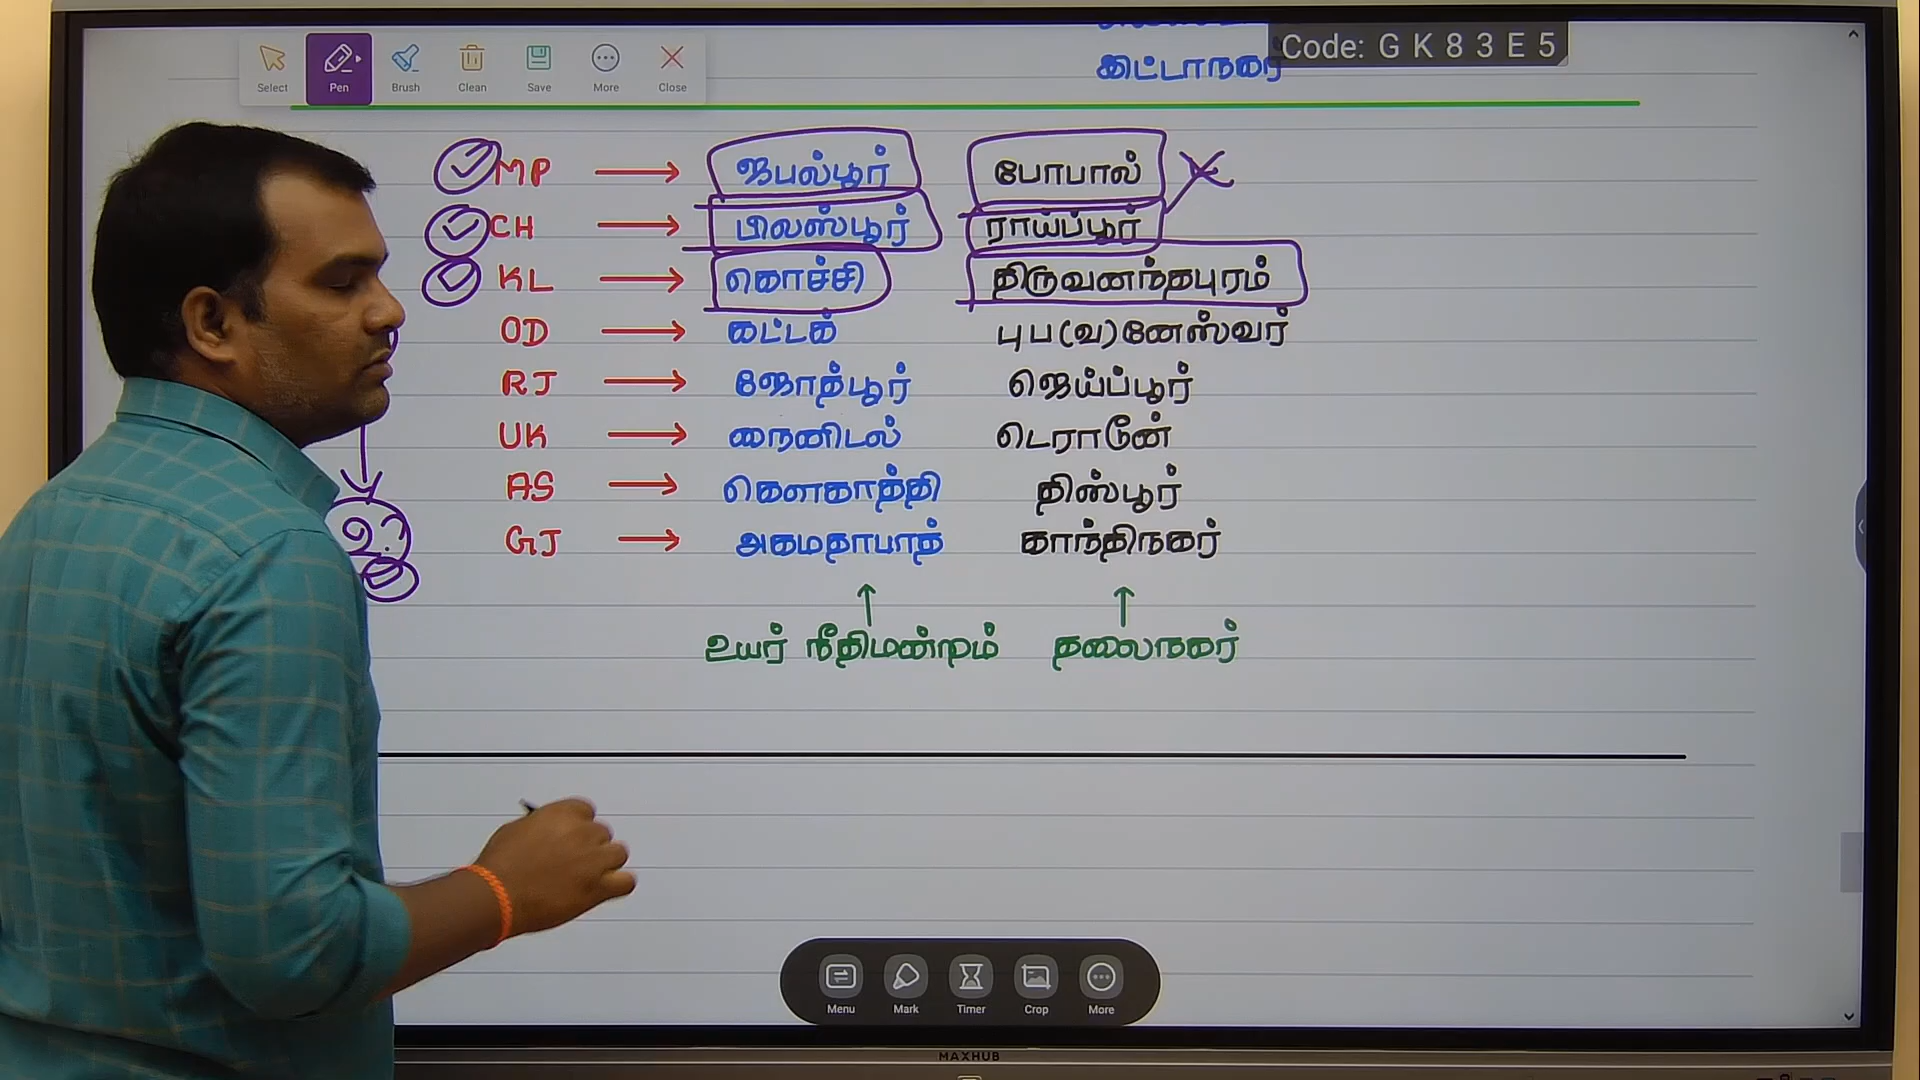 Code: G K 8 3 E 5
இட்டாநகர்
Select Pen Brush Clean Save More Close
MP → ஜபல்பூர் போபால்
CH → பிலாஸ்பூர் ராய்ப்பூர்
KL → கொச்சி திருவனந்தபுரம்
OD → கட்டக் புப(வ)னேஸ்வர்
RJ → ஜோத்பூர் ஜெய்ப்பூர்
UK → நைனிடல் டெராடூன்
AS → கௌகாத்தி திஸ்பூர்
GJ → அகமதாபாத் காந்திநகர்
உயர் நீதிமன்றம் தலைநகர்
Menu Mark Timer Crop More
MAXHUB